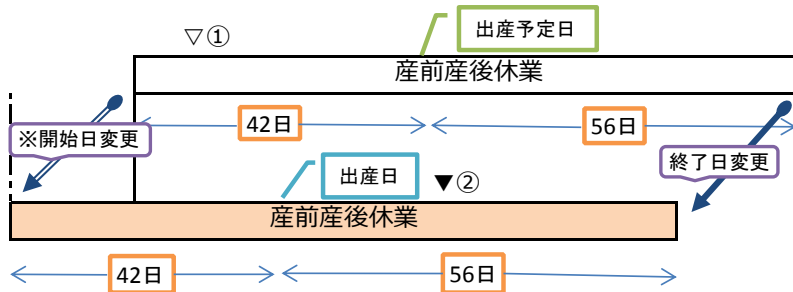 ▽①
出産予定日
産前産後休業
42日
56日
※開始日変更
終了日変更
出産日
▼②
産前産後休業
42日
56日